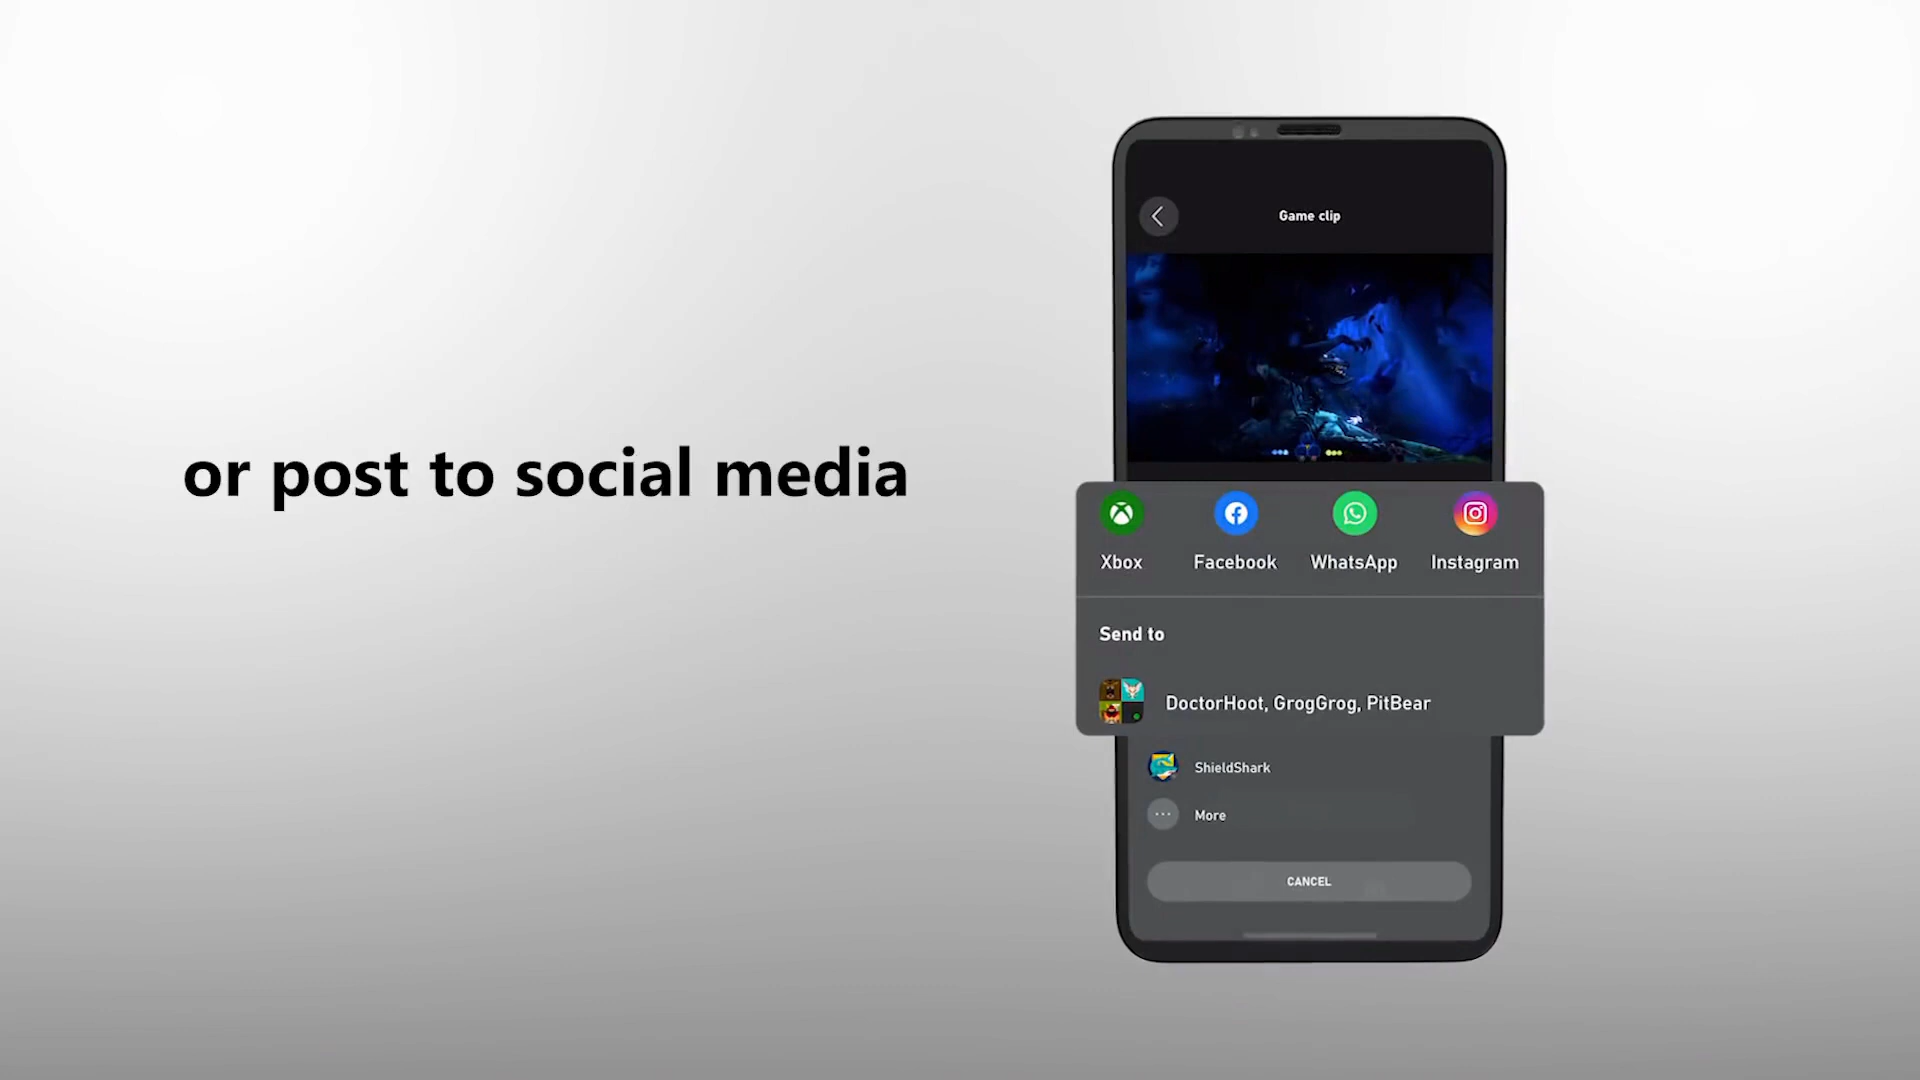 or post to social media
Game clip
Xbox Facebook WhatsApp Instagram
Send to
DoctorHoot, GrogGrog, PitBear
ShieldShark
More
CANCEL